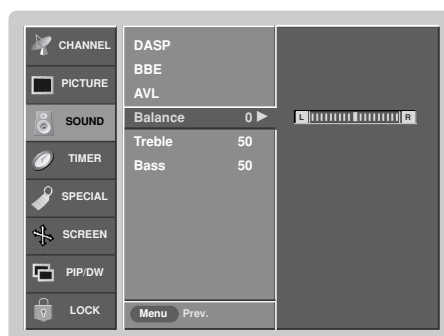 CHANNEL
PICTURE
SOUND
TIMER
SPECIAL
SCREEN
PIP/DW
LOCK
DASP
BBE
AVL
Balance 0
Treble 50
Bass 50
L R
Menu Prev.